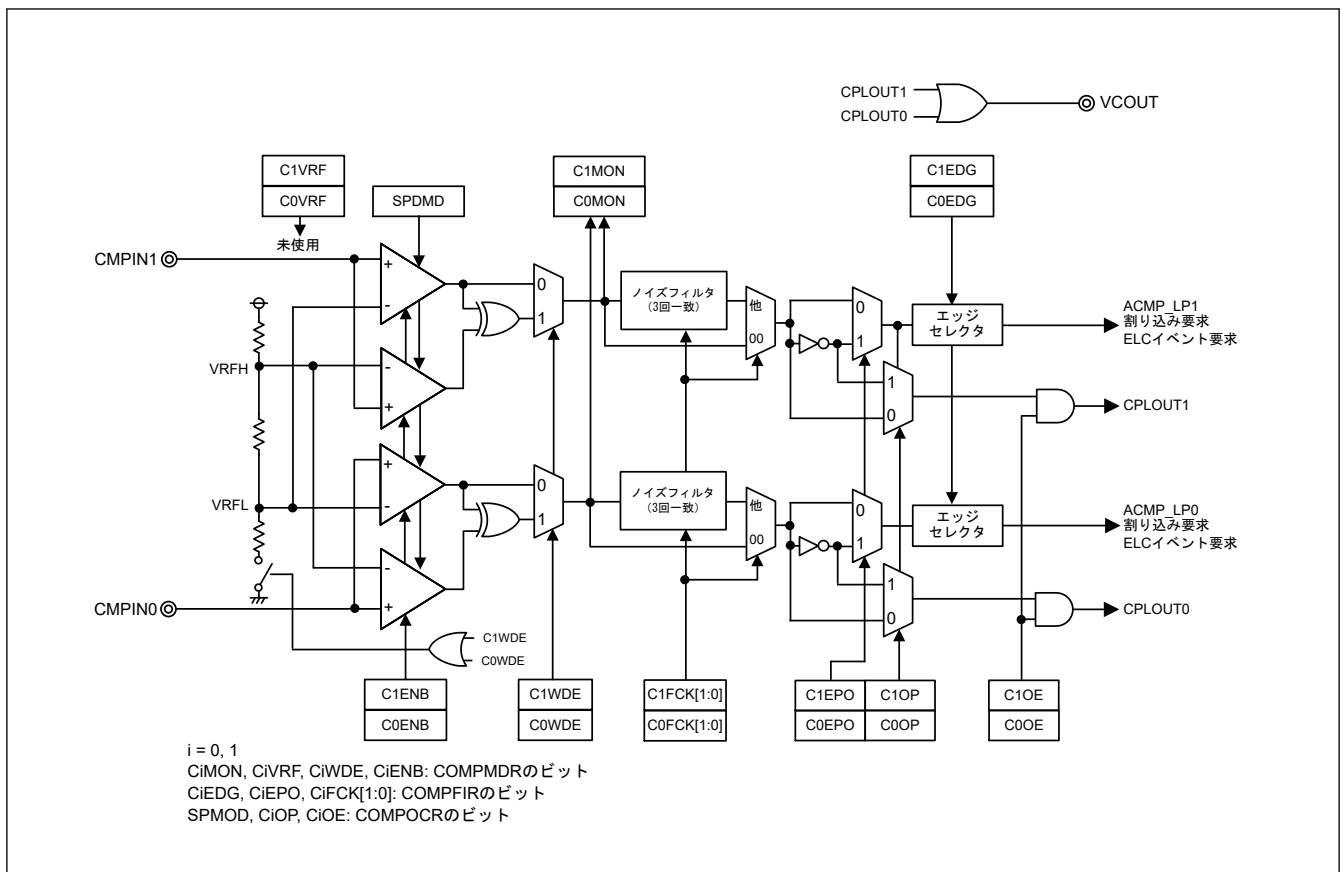 CPLOUT1
CPLOUT0
VCOUT
C1VRF
C0VRF
未使用
SPDMD
C1MON
C0MON
C1EDG
C0EDG
CMPIN1
+
-
0
1
ノイズフィルタ
(3回一致)
他
00
0
1
エッジ
セレクタ
ACMP_LP1
割り込み要求
ELCイベント要求
VRFH
-
+
1
0
CPLOUT1
VRFL
+
-
0
1
ノイズフィルタ
(3回一致)
他
00
0
1
エッジ
セレクタ
ACMP_LP0
割り込み要求
ELCイベント要求
CMPIN0
-
+
1
0
CPLOUT0
C1WDE
C0WDE
C1ENB
C0ENB
C1WDE
C0WDE
C1FCK[1:0]
C0FCK[1:0]
C1EPO
C0EPO
C1OP
C0OP
C1OE
C0OE
i = 0, 1
CiMON, CiVRF, CiWDE, CiENB: COMPMDRのビット
CiEDG, CiEPO, CiFCK[1:0]: COMPFIRのビット
SPMOD, CiOP, CiOE: COMPOCRのビット